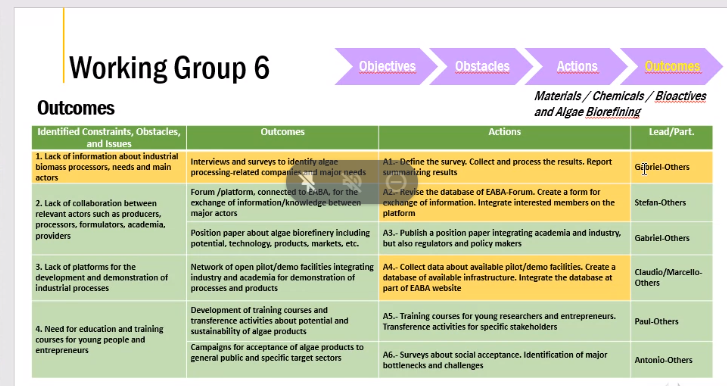 Working Group 6
Objectives
Obstacles
Actions
Outcomes
Materials / Chemicals / Bioactives
and Algae Biorefining
Outcomes
Identified Constraints, Obstacles,
and Issues
Outcomes
Actions
Lead/Part.
1. Lack of information about industrial
biomass processors, needs and main
actors
Interviews and surveys to identify algae
processing-related companies and major needs
A1.- Define the survey. Collect and process the results. Report
summarizing results
Gabriel-Others
2. Lack of collaboration between
relevant actors such as producers,
processors, formulators, academia,
providers
Forum /platform, connected to EABA, for the
exchange of information/knowledge between
major actors
A2.- Revise the database of EABA-Forum. Create a form for
exchange of information. Integrate interested members on the
platform
Stefan-Others
Position paper about algae biorefinery including
potential, technology, products, markets, etc.
A3.- Publish a position paper integrating academia and industry,
but also regulators and policy makers
Gabriel-Others
3. Lack of platforms for the
development and demonstration of
industrial processes
Network of open pilot/demo facilities integrating
industry and academia for demonstration of
processes and products
A4.- Collect data about available pilot/demo facilities. Create a
database of available infrastructure. Integrate the database at
part of EABA website
Claudio/Marcello-
Others
4. Need for education and training
courses for young people and
entrepreneurs
Development of training courses and
transference activities about potential and
sustainability of algae products
A5.- Training courses for young researchers and entrepreneurs.
Transference activities for specific stakeholders
Paul-Others
Campaigns for acceptance of algae products to
general public and specific target sectors
A6.- Surveys about social acceptance. Identification of major
bottlenecks and challenges
Antonio-Others